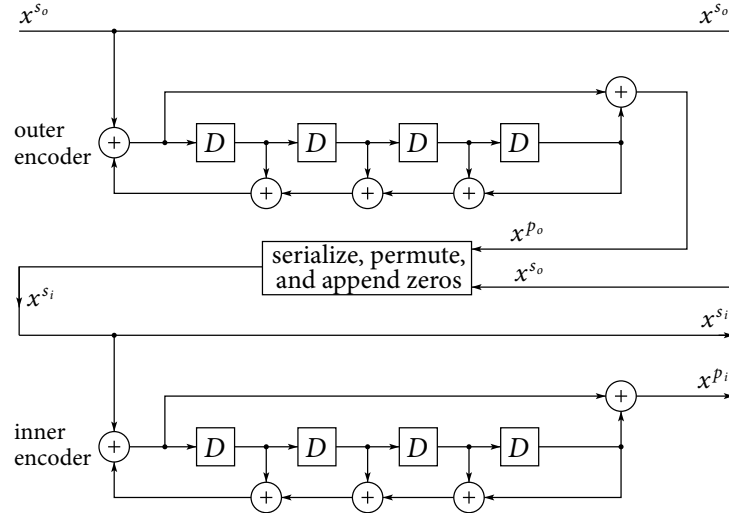 x^{s_o} x^{s_o}
+
outer
encoder
+ D D D D
+ + +
x^{p_o}
serialize, permute,
and append zeros
x^{s_o}
x^{s_i} x^{s_i}
+ x^{p_i}
inner
encoder
+ D D D D
+ + +